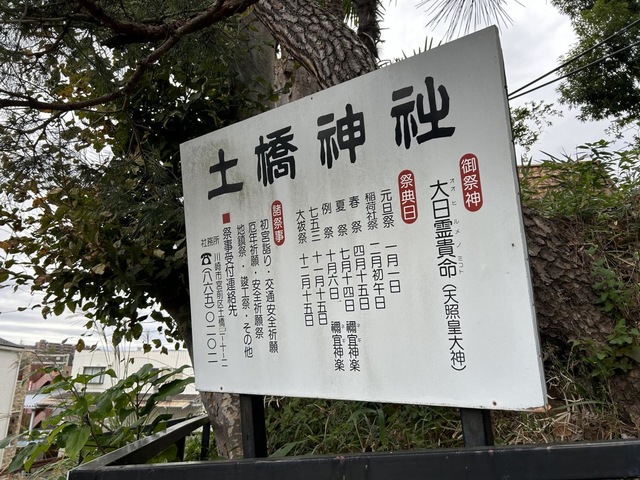 土橋神社
御祭神
大日霊貴命（天照皇大神）
オオヒルメノミコト
祭典日
元旦祭 一月一日
稲荷社祭 二月初午日
春祭 四月十五日
夏祭 七月十四日 禰宜神楽
例祭 十月六日 禰宜神楽
七五三 十一月十五日
大祓祭 十二月十五日
諸祭事
初宮詣り・交通安全祈願
厄年祈願・安全祈願祭
地鎮祭・竣工祭・その他
■祭事受付連絡先
社務所 川崎市宮前区土橋二-十二
☎（八六五）〇一〇二